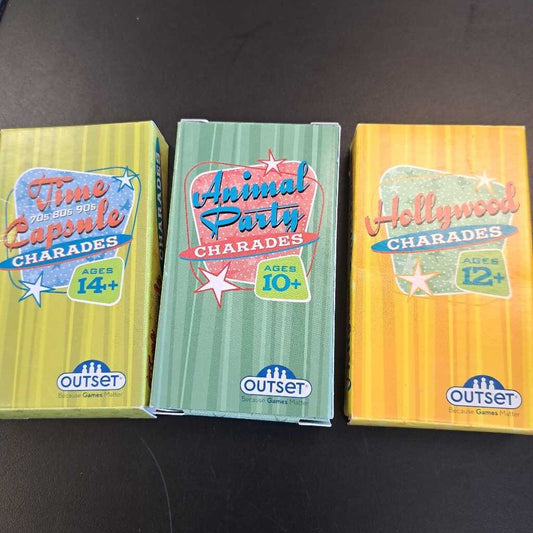 Time
70s 80s 90s
Capsule
CHARADES
AGES
14+
OUTSET
Because Games Matter
CHARADES
Animal
Party
CHARADES
AGES
10+
OUTSET
Because Games Matter
Hollywood
CHARADES
AGES
12+
OUTSET
Because Games Matter